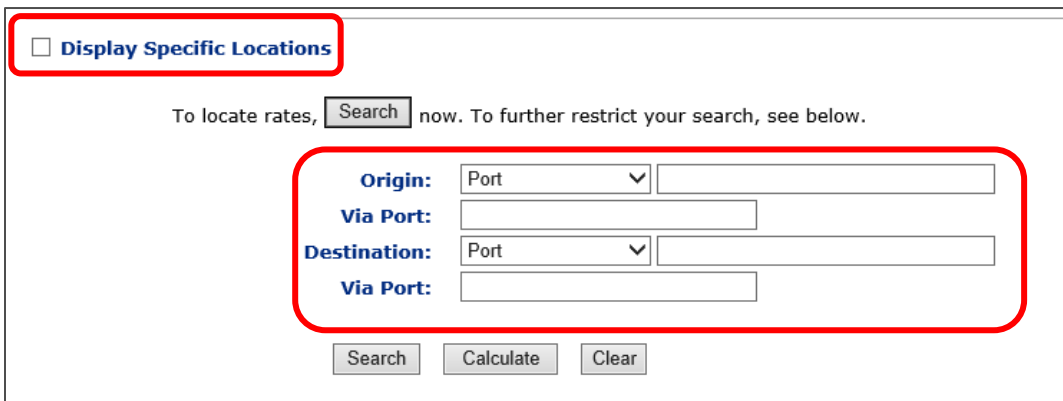 Display Specific Locations
To locate rates, Search now. To further restrict your search, see below.
Origin: Port
Via Port:
Destination: Port
Via Port:
Search Calculate Clear